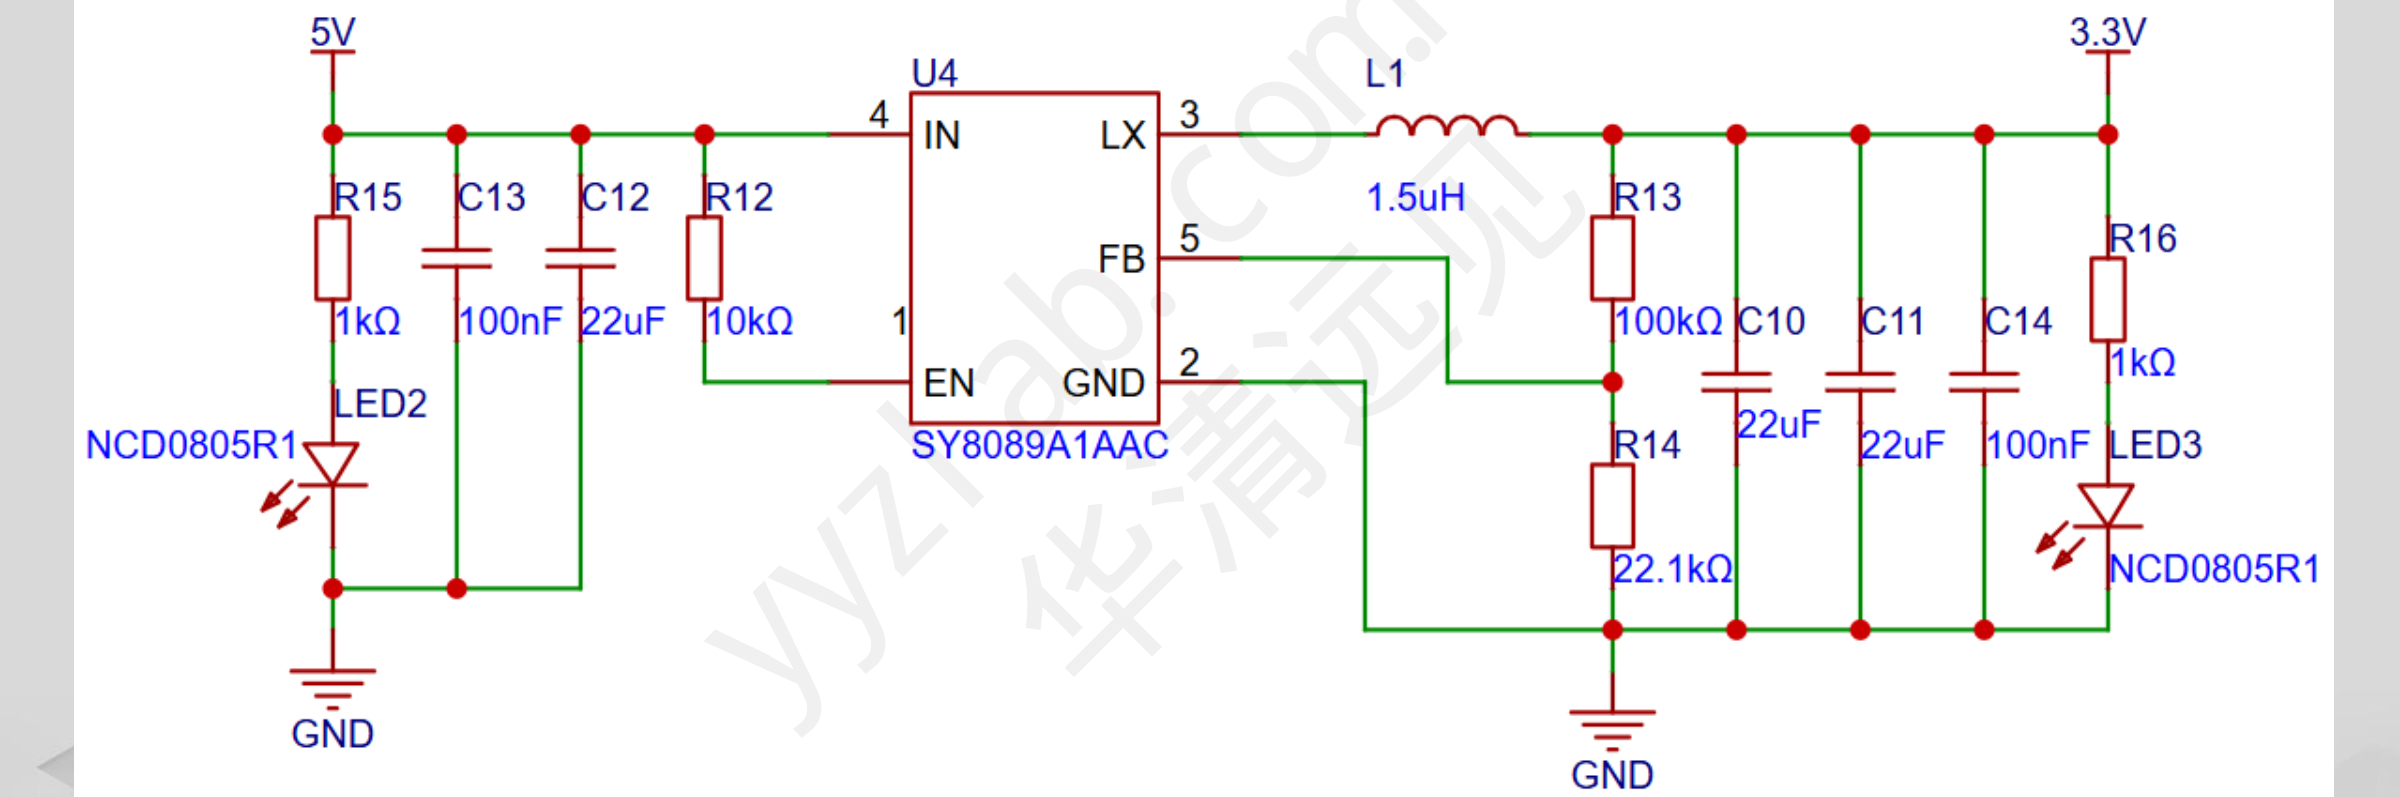 5V
3.3V
U4
L1
4
IN
LX
3
R15
C13
C12
R12
1.5uH
R13
FB
5
R16
1kΩ
100nF
22uF
10kΩ
1
100kΩ
C10
C11
C14
EN
GND
2
1kΩ
LED2
22uF
NCD0805R1
SY8089A1AAC
R14
22uF
100nF
LED3
22.1kΩ
NCD0805R1
GND
GND
yyzlab.com.
华清远见